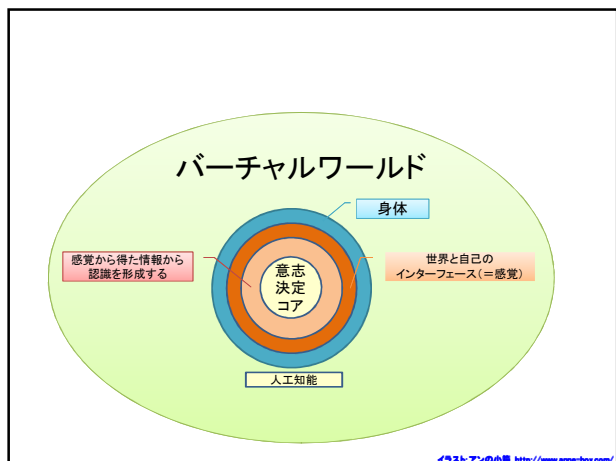 バーチャルワールド
身体
感覚から得た情報から
認識を形成する
世界と自己の
インターフェース(=感覚)
意志
決定
コア
人工知能
イラスト:アンの小箱 http://www.anne-box.com/